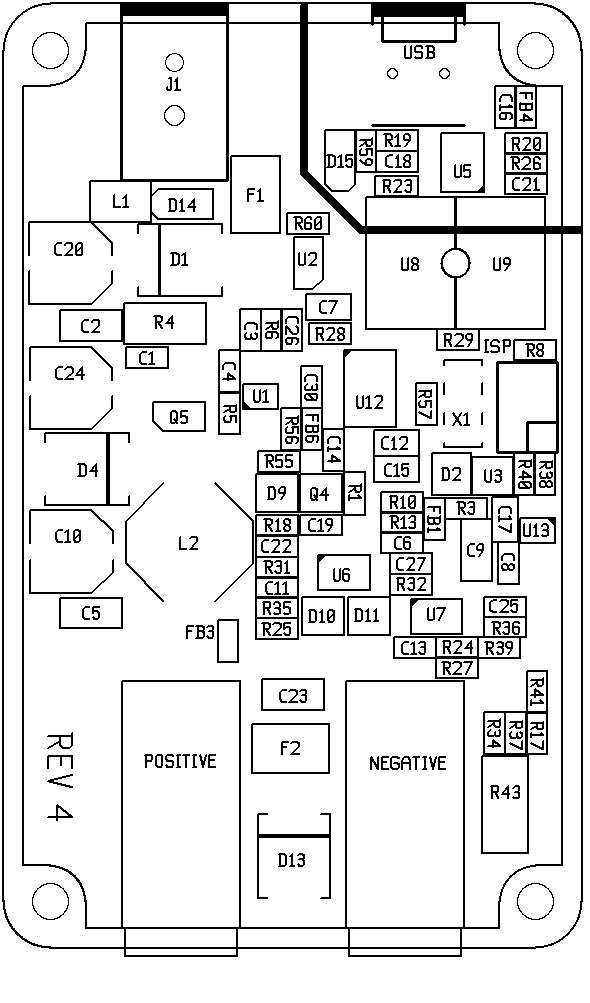 USB
J1
C16
FB4
R19
R59
D15
C18
U5
R20
R26
C21
R23
L1
D14
F1
R60
C20
D1
U2
U8
U9
C7
C2
R4
C3
R6
C26
R28
R29
ISP
R8
C1
C24
C4
U1
C30
U12
R57
X1
Q5
R5
R56
FB6
C14
C12
R55
C15
D4
D9
Q4
R1
D2
U3
R40
R38
R10
FB1
R3
C17
R18
C19
R13
U13
C10
L2
C22
C6
C9
R31
U6
C27
C8
C11
R32
C5
R35
D10
D11
U7
C25
FB3
R25
R36
C13
R24
R39
R27
C23
R41
POSITIVE
F2
NEGATIVE
R34
R37
R17
REV 4
R43
D13